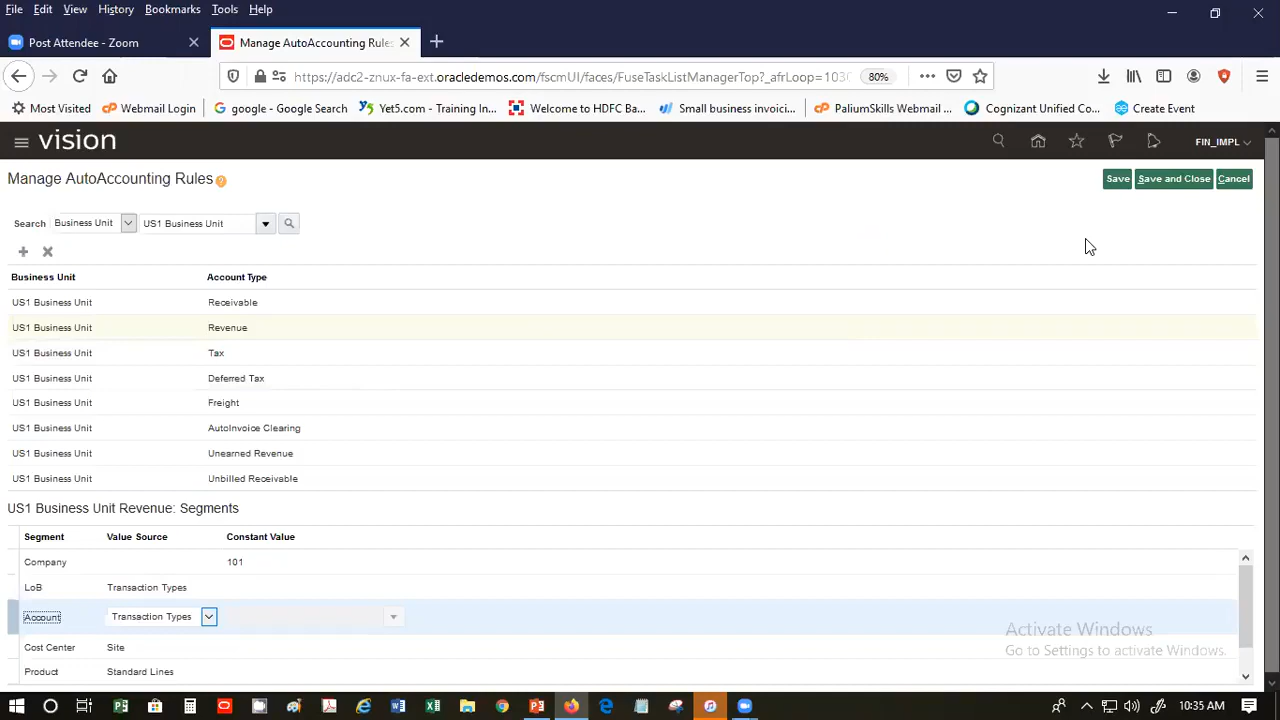 File Edit View History Bookmarks Tools Help
Post Attendee - Zoom
Manage AutoAccounting Rules
https://adc2-znux-fa-ext.oracledemos.com/fscmUI/faces/FuseTaskListManagerTop?_afrLoop=1030
80%
Most Visited Webmail Login google - Google Search Yet5.com - Training In... Welcome to HDFC Ba... Small business invoici... PaliumSkills Webmail ... Cognizant Unified Co... Create Event
vision
FIN_IMPL
Manage AutoAccounting Rules
Save Save and Close Cancel
Search Business Unit US1 Business Unit
Business Unit Account Type
US1 Business Unit Receivable
US1 Business Unit Revenue
US1 Business Unit Tax
US1 Business Unit Deferred Tax
US1 Business Unit Freight
US1 Business Unit AutoInvoice Clearing
US1 Business Unit Unearned Revenue
US1 Business Unit Unbilled Receivable
US1 Business Unit Revenue: Segments
Segment Value Source Constant Value
Company 101
LoB Transaction Types
Account Transaction Types
Cost Center Site
Product Standard Lines
Activate Windows
Go to Settings to activate Windows.
10:35 AM